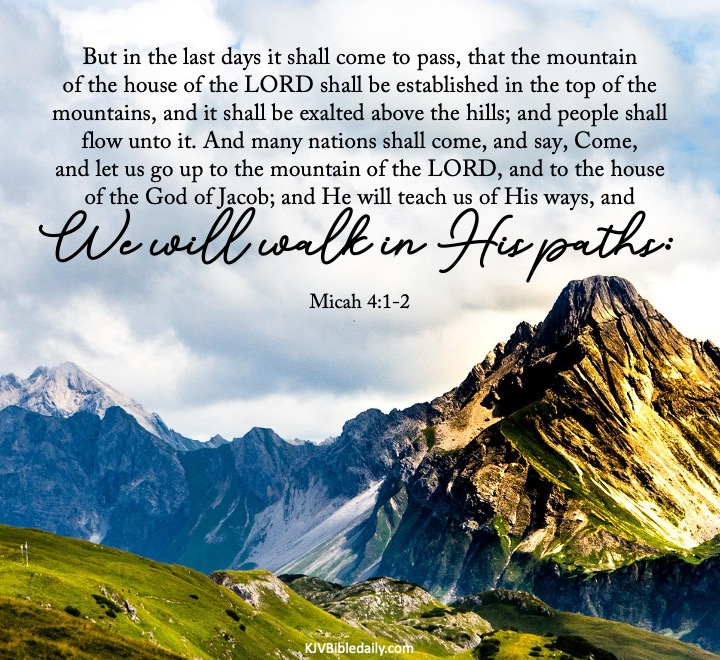 But in the last days it shall come to pass, that the mountain
of the house of the LORD shall be established in the top of the
mountains, and it shall be exalted above the hills; and people shall
flow unto it. And many nations shall come, and say, Come,
and let us go up to the mountain of the LORD, and to the house
of the God of Jacob; and He will teach us of His ways, and
We will walk in His paths:
Micah 4:1-2
KJVBibledaily.com